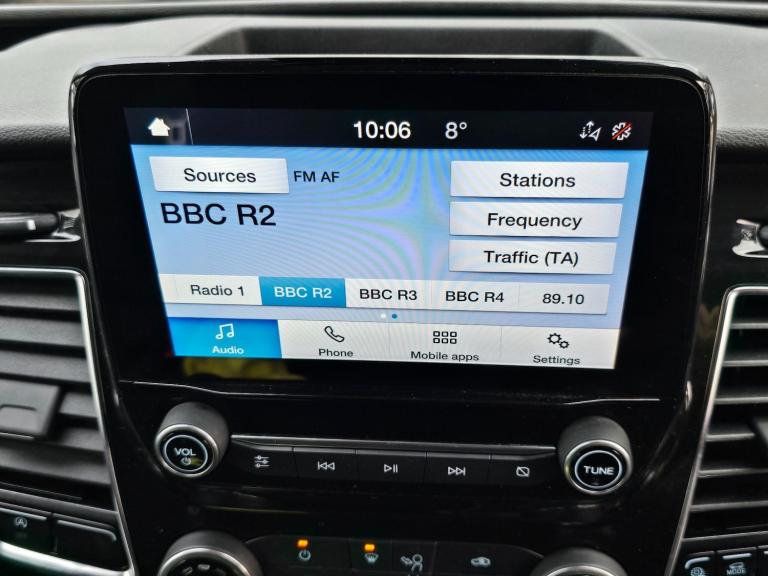 10:06 8°
Sources FM AF Stations
BBC R2
Frequency
Traffic (TA)
Radio 1 BBC R2 BBC R3 BBC R4 89.10
Audio Phone Mobile apps Settings
VOL
TUNE
A
MODE